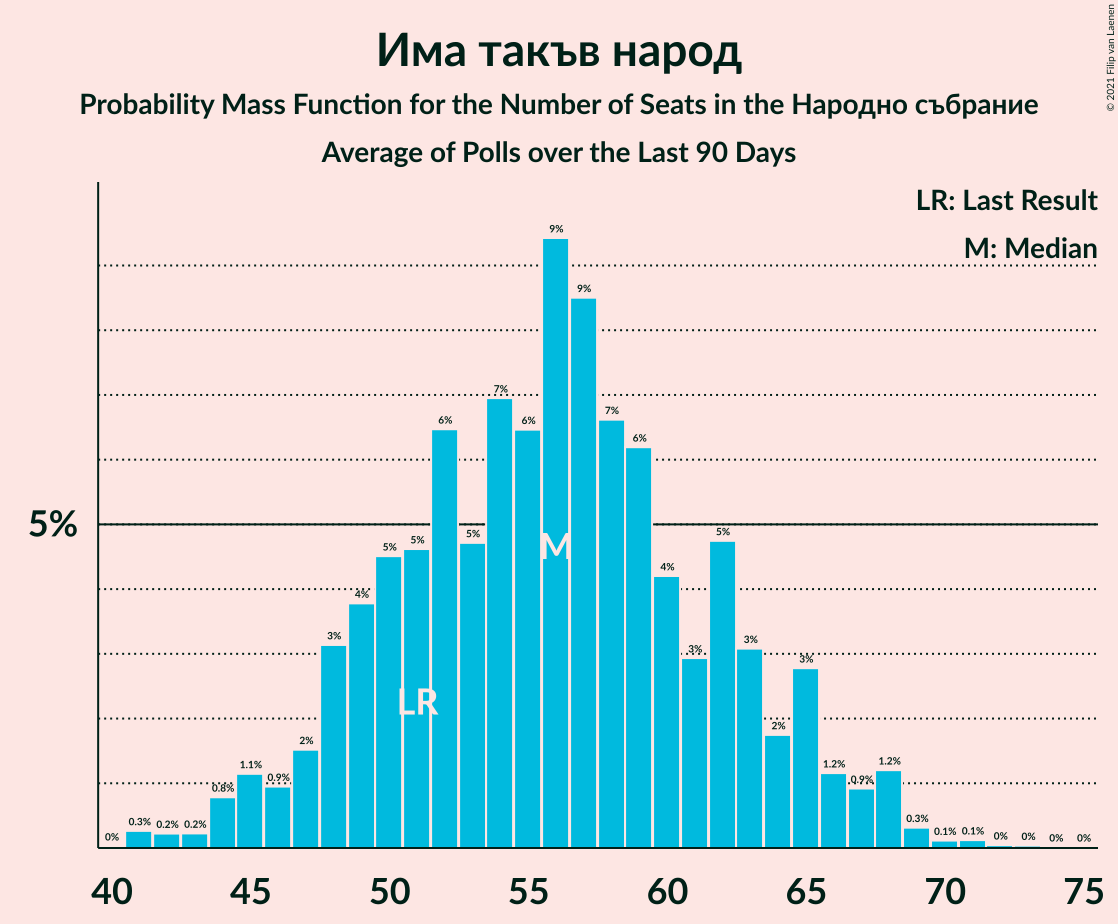 © 2021 Filip van Laenen
Има такъв народ
Probability Mass Function for the Number of Seats in the Народно събрание
Average of Polls over the Last 90 Days
LR: Last Result
M: Median
5%
0% 0.3% 0.2% 0.2% 0.8% 1.1% 0.9% 2% 3% 4% 5% 5% 6% 5% 7% 6% 9% 9% 7% 6% 4% 3% 5% 3% 2% 3% 1.2% 0.9% 1.2% 0.3% 0.1% 0.1% 0% 0% 0% 0%
M
LR
40 45 50 55 60 65 70 75